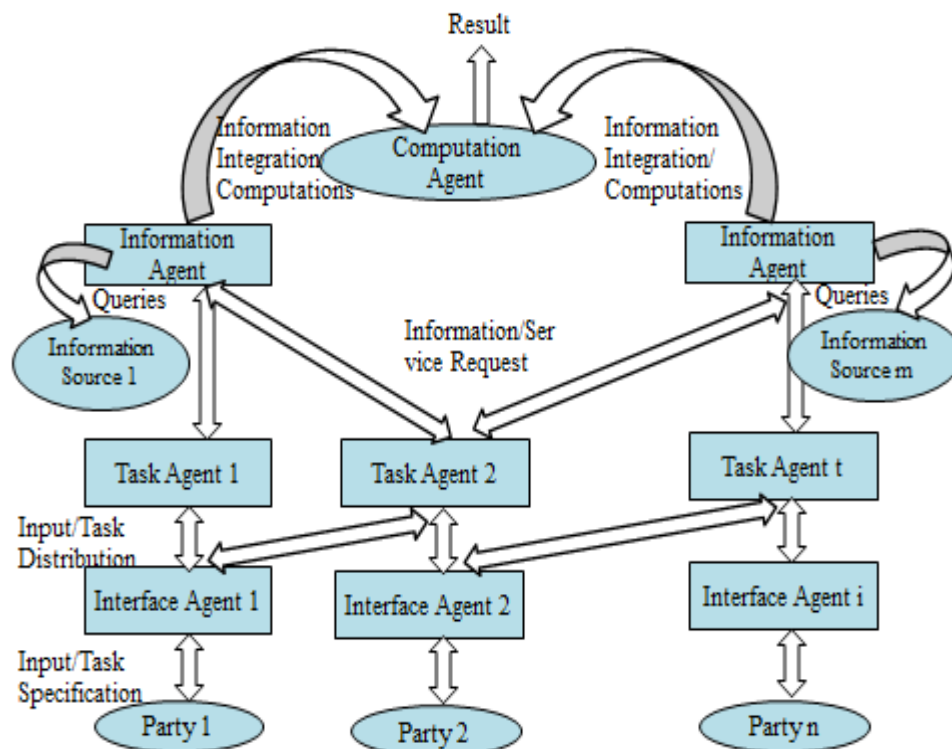 Result
Information
Integration/
Computations
Computation
Agent
Information
Integration/
Computations
Information
Agent
Information
Agent
Queries
Queries
Information
Source 1
Information/Ser
vice Request
Information
Source m
Task Agent 1
Task Agent 2
Task Agent t
Input/Task
Distribution
Interface Agent 1
Interface Agent 2
Interface Agent i
Input/Task
Specification
Party 1
Party 2
Party n